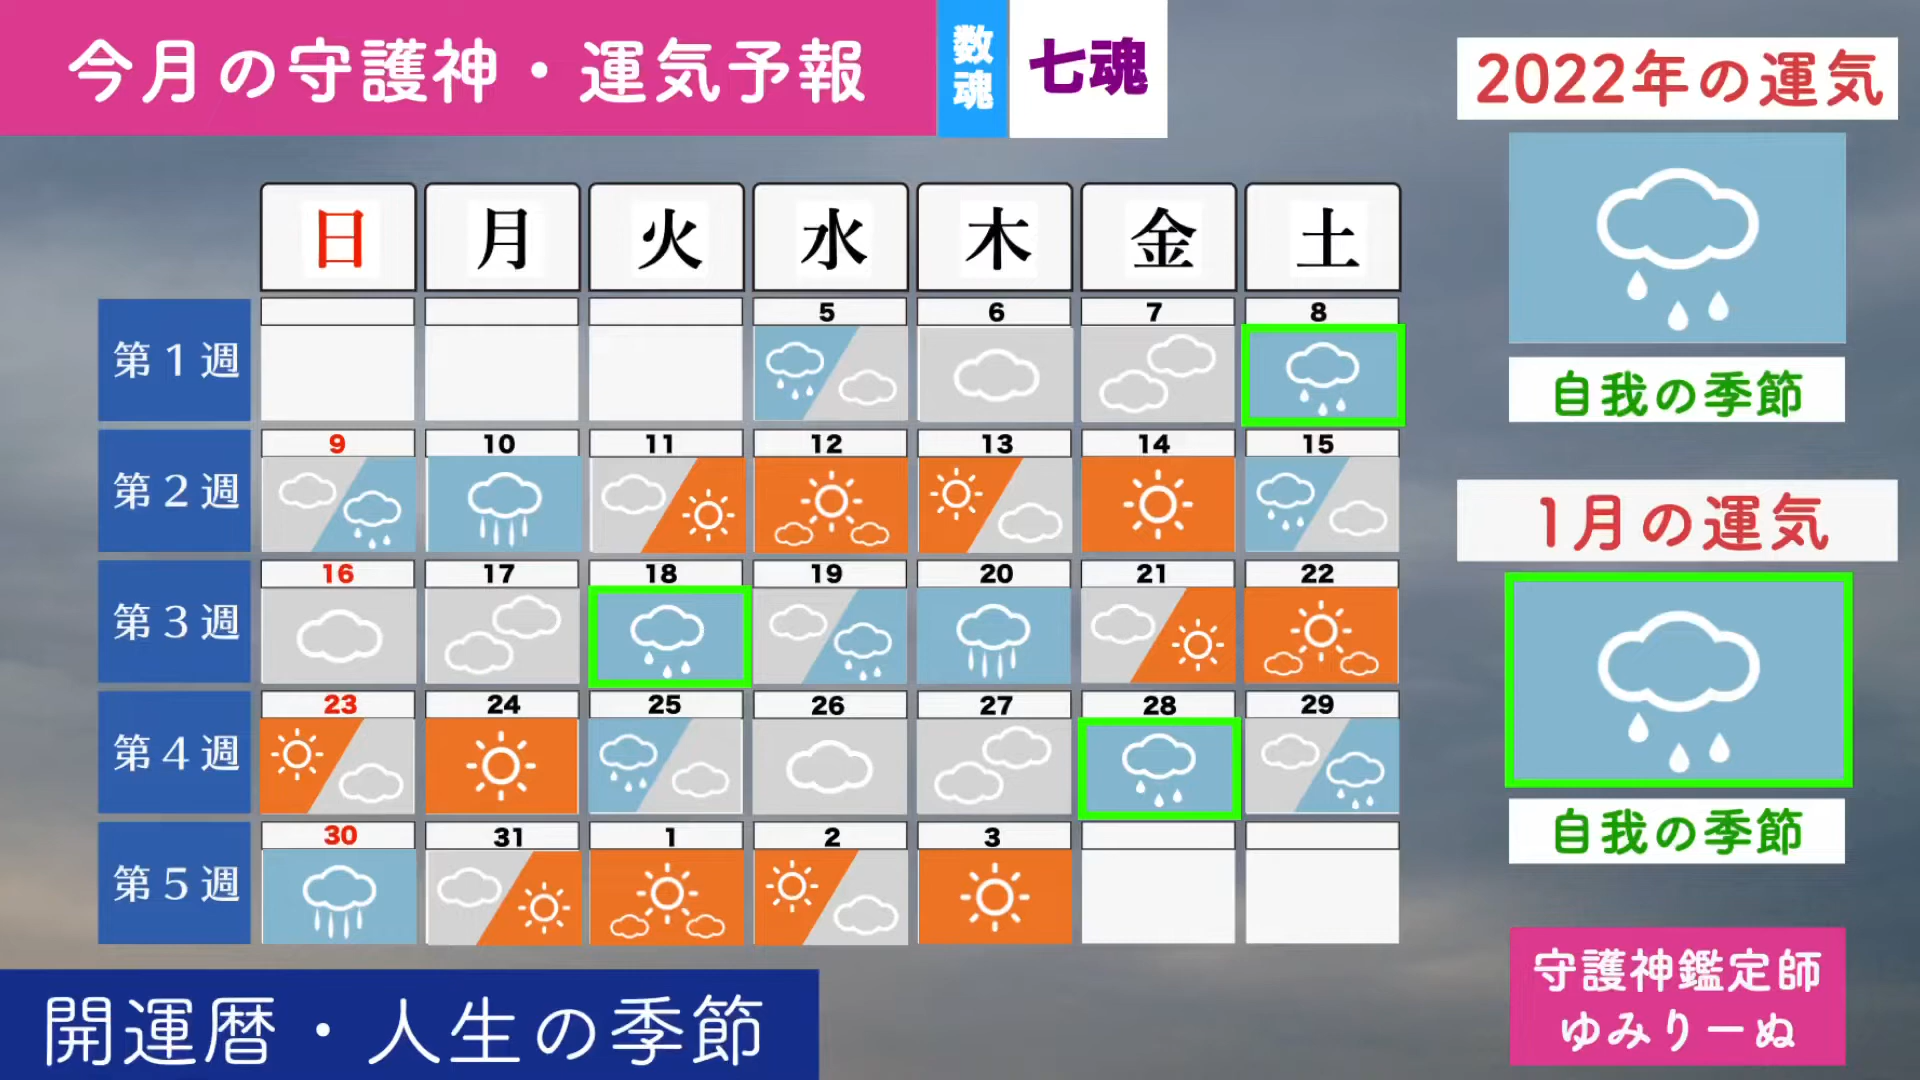 今月の守護神・運気予報
数魂
七魂
2022年の運気
自我の季節
1月の運気
自我の季節
日 月 火 水 木 金 土
第1週
5 6 7 8
第2週
9 10 11 12 13 14 15
第3週
16 17 18 19 20 21 22
第4週
23 24 25 26 27 28 29
第5週
30 31 1 2 3
開運暦・人生の季節
守護神鑑定師
ゆみりーぬ